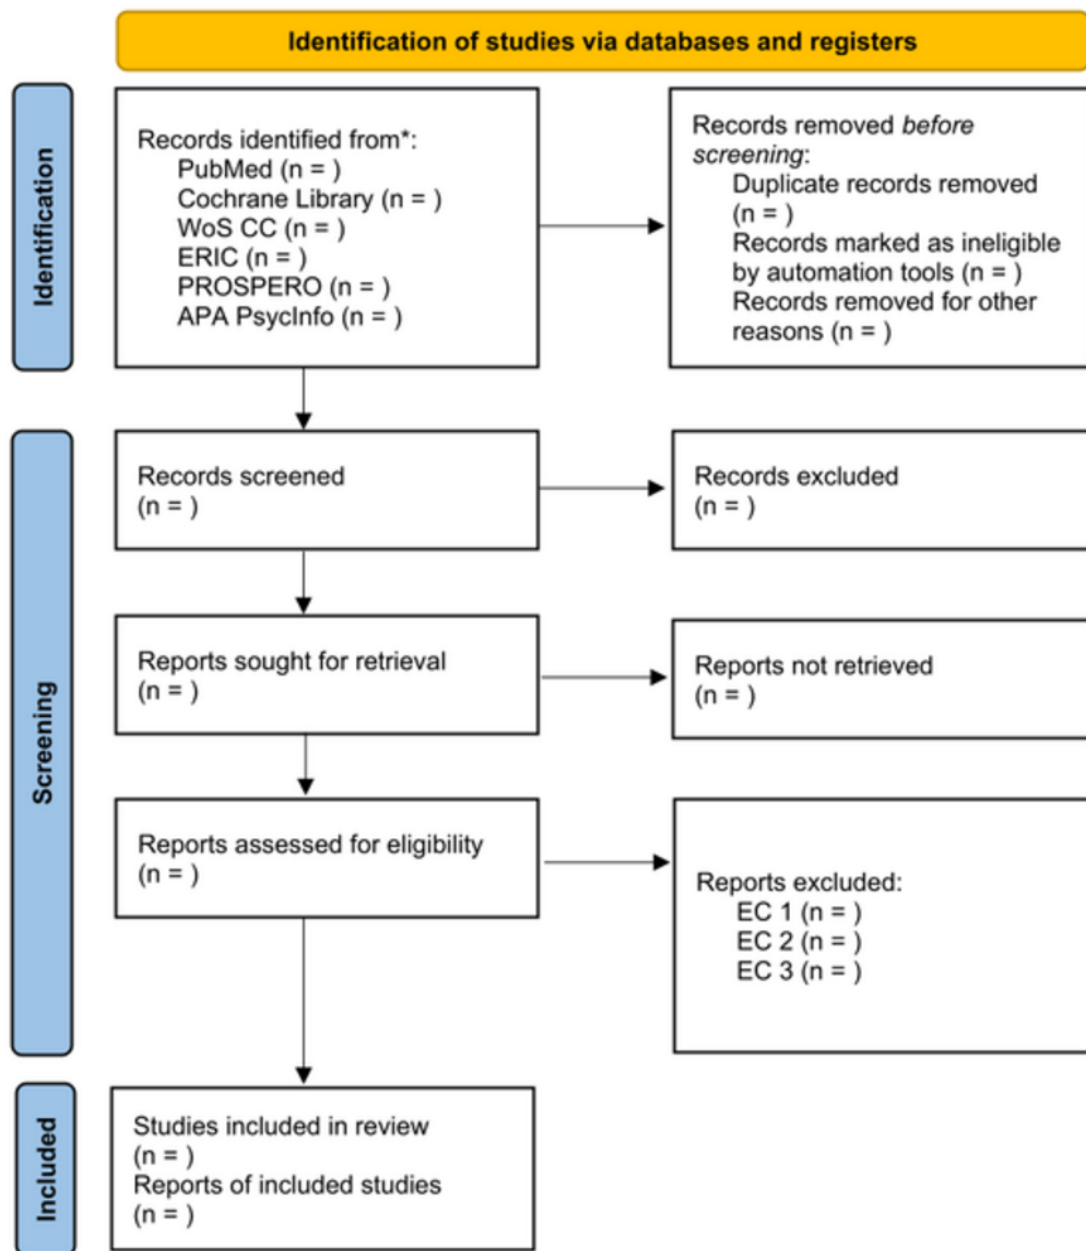 Identification of studies via databases and registers
Identification
Records identified from*:
PubMed (n = )
Cochrane Library (n = )
WoS CC (n = )
ERIC (n = )
PROSPERO (n = )
APA PsycInfo (n = )
Records removed before
screening:
Duplicate records removed
(n = )
Records marked as ineligible
by automation tools (n = )
Records removed for other
reasons (n = )
Screening
Records screened
(n = )
Records excluded
(n = )
Reports sought for retrieval
(n = )
Reports not retrieved
(n = )
Reports assessed for eligibility
(n = )
Reports excluded:
EC 1 (n = )
EC 2 (n = )
EC 3 (n = )
Included
Studies included in review
(n = )
Reports of included studies
(n = )